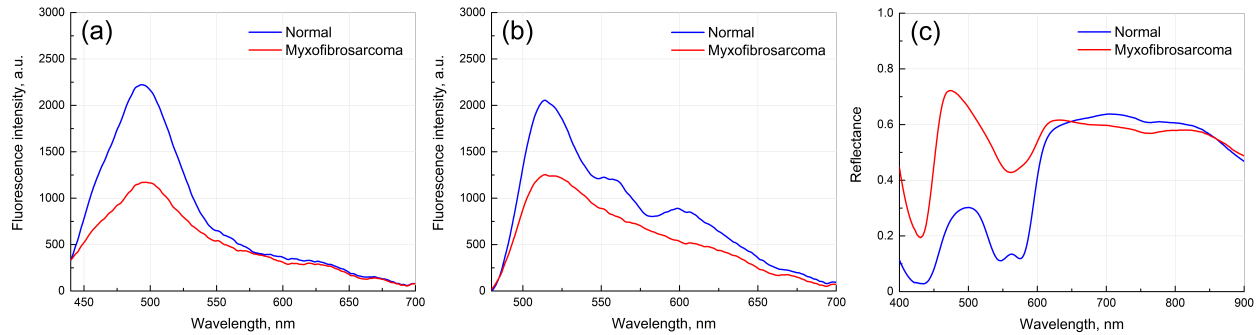 (a)
Normal
Myxofibrosarcoma
Fluorescence intensity, a.u.
3000
2500
2000
1500
1000
500
0
450 500 550 600 650 700
Wavelength, nm
(b)
Normal
Myxofibrosarcoma
Fluorescence intensity, a.u.
3000
2500
2000
1500
1000
500
0
500 550 600 650 700
Wavelength, nm
(c)
Normal
Myxofibrosarcoma
Reflectance
1.0
0.8
0.6
0.4
0.2
0.0
400 500 600 700 800 900
Wavelength, nm